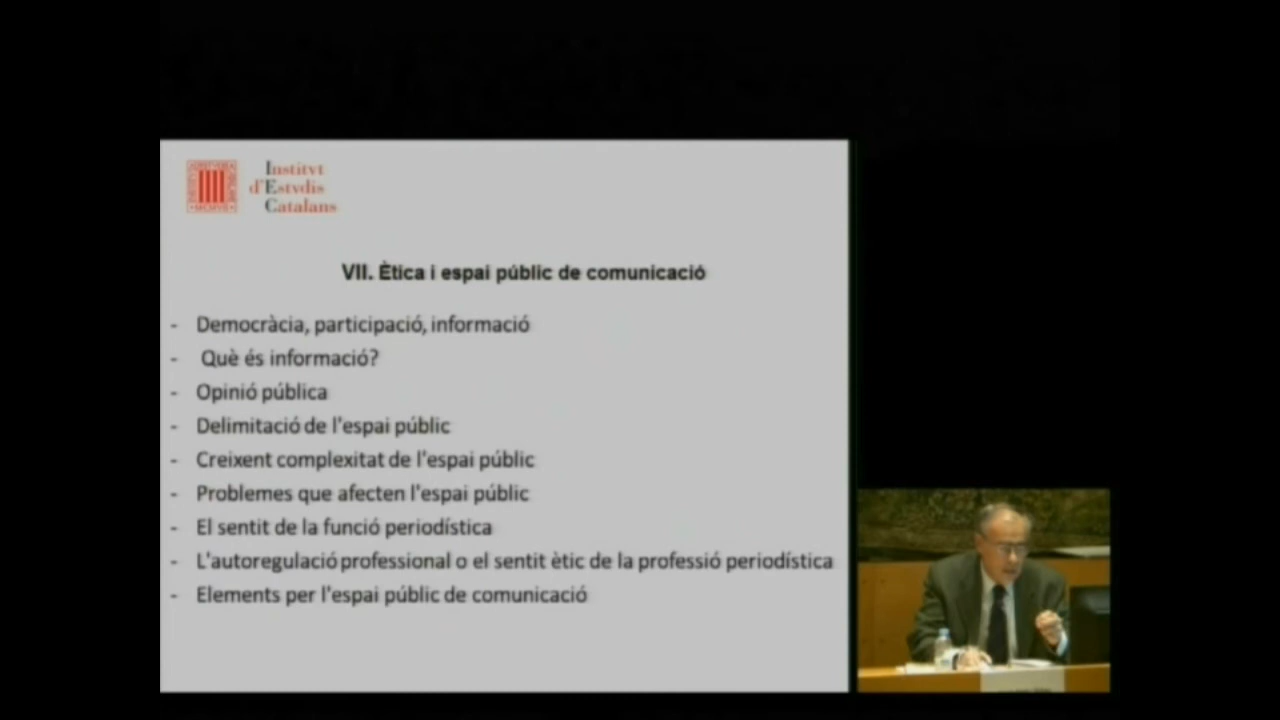 Institvt
d'Estvdis
Catalans
VII. Ètica i espai públic de comunicació
- Democràcia, participació, informació
- Què és informació?
- Opinió pública
- Delimitació de l'espai públic
- Creixent complexitat de l'espai públic
- Problemes que afecten l'espai públic
- El sentit de la funció periodística
- L'autoregulació professional o el sentit ètic de la professió periodística
- Elements per l'espai públic de comunicació